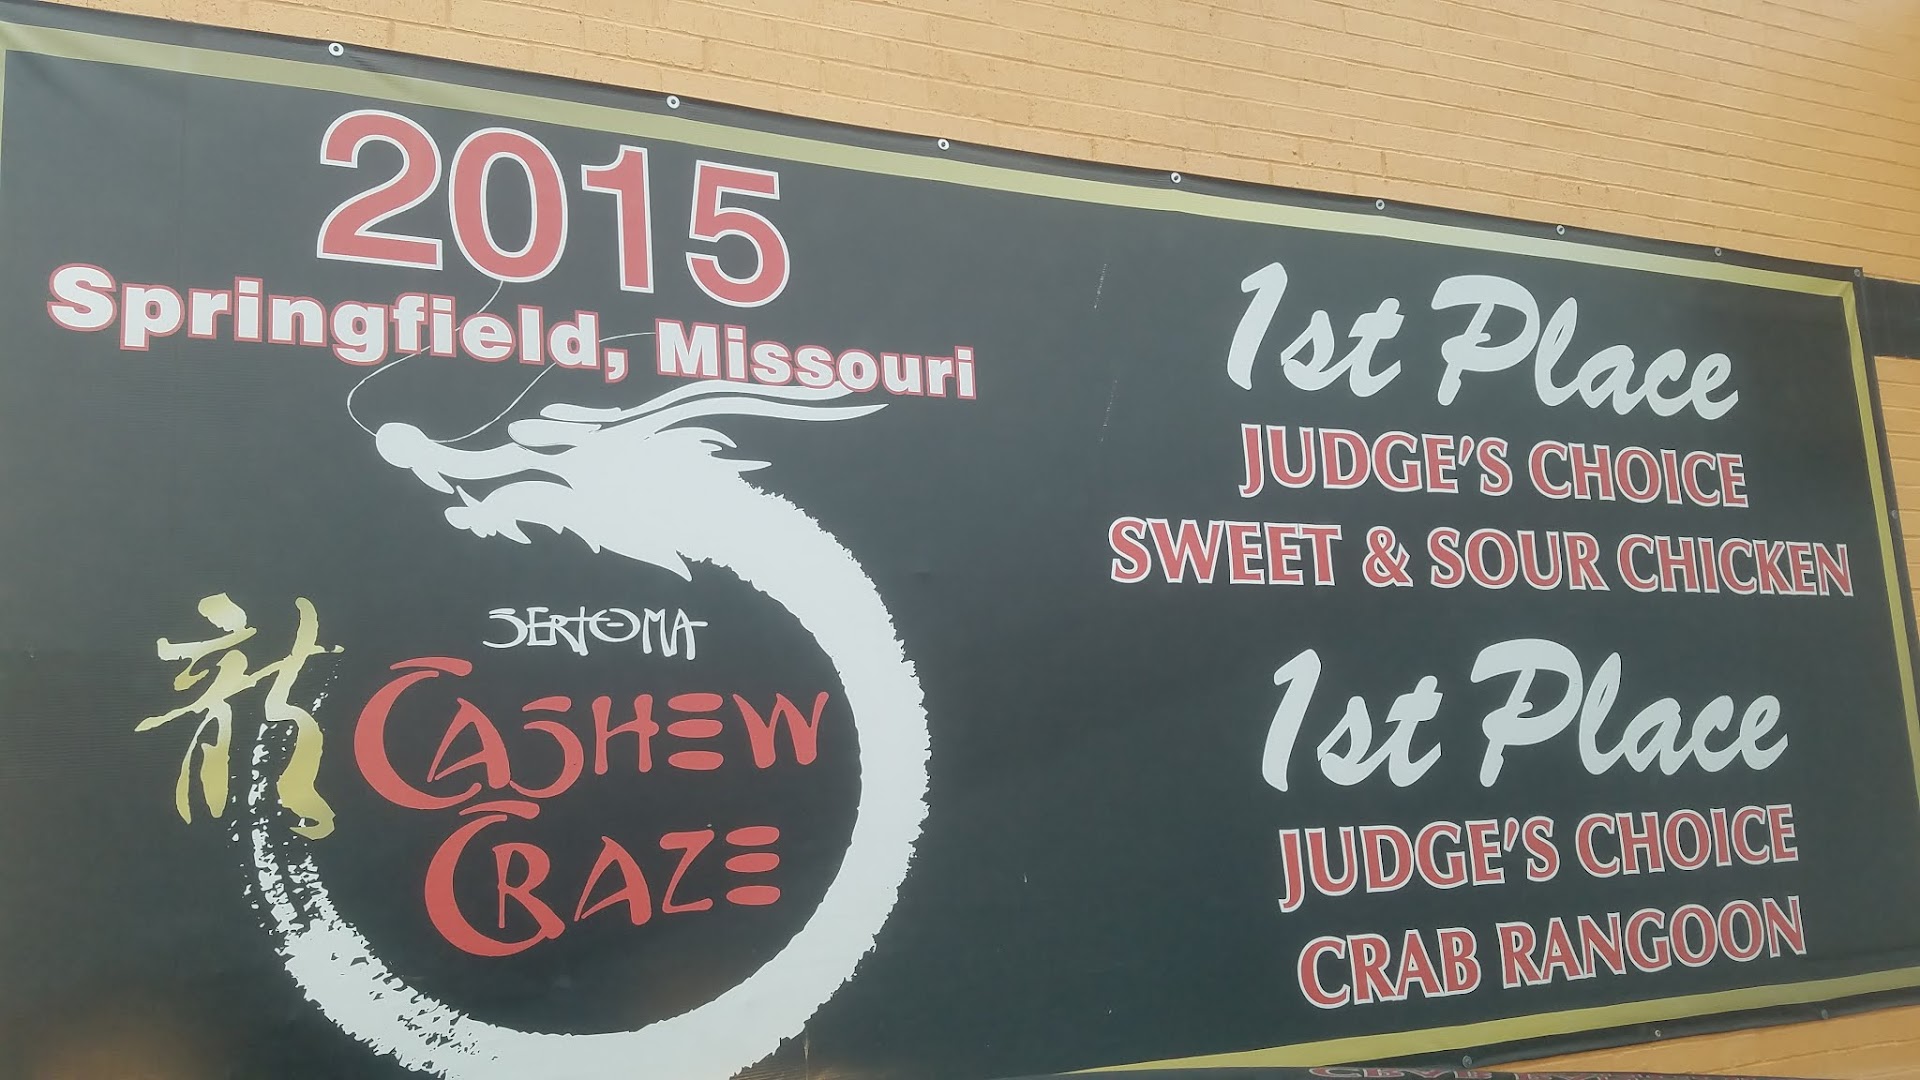 2015
Springfield, Missouri
SERTOMA
龍
CASHEW
CRAZE
1st Place
JUDGE'S CHOICE
SWEET & SOUR CHICKEN
1st Place
JUDGE'S CHOICE
CRAB RANGOON